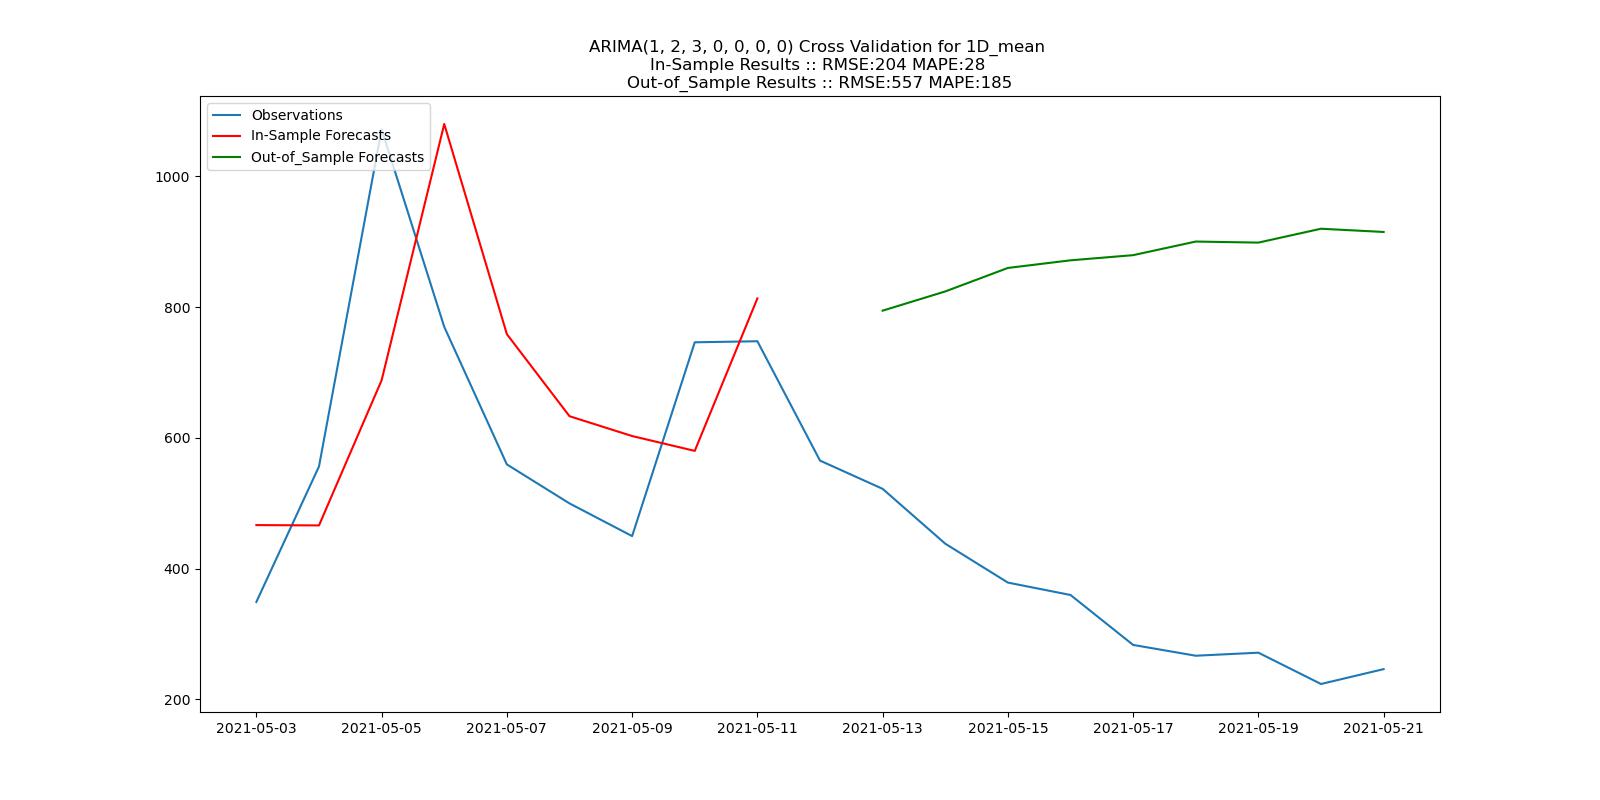 ARIMA(1, 2, 3, 0, 0, 0, 0) Cross Validation for 1D_mean
In-Sample Results :: RMSE:204 MAPE:28
Out-of_Sample Results :: RMSE:557 MAPE:185
Observations
In-Sample Forecasts
Out-of_Sample Forecasts
1000
800
600
400
200
2021-05-03 2021-05-05 2021-05-07 2021-05-09 2021-05-11 2021-05-13 2021-05-15 2021-05-17 2021-05-19 2021-05-21